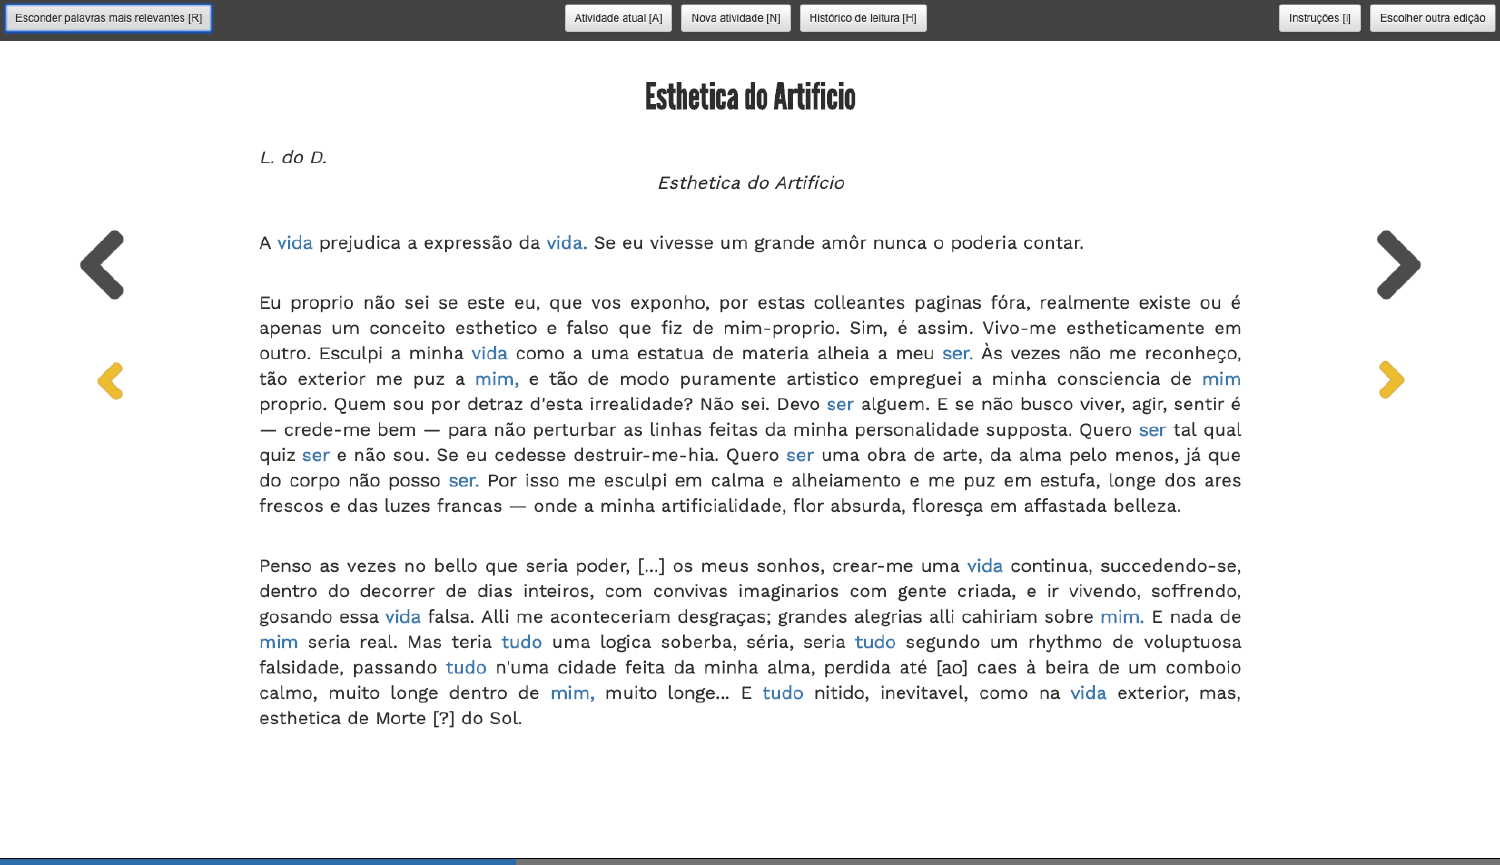 Esconder palavras mais relevantes [R]
Atividade atual [A]
Nova atividade [N]
Histórico de leitura [H]
Instruções [I]
Escolher outra edição
Esthetica do Artificio
L. do D.
Esthetica do Artificio
A vida prejudica a expressão da vida. Se eu vivesse um grande amôr nunca o poderia contar.
Eu proprio não sei se este eu, que vos exponho, por estas colleantes paginas fóra, realmente existe ou é
apenas um conceito esthetico e falso que fiz de mim-proprio. Sim, é assim. Vivo-me estheticamente em
outro. Esculpi a minha vida como a uma estatua de materia alheia a meu ser. Às vezes não me reconheço,
tão exterior me puz a mim, e tão de modo puramente artistico empreguei a minha consciencia de mim
proprio. Quem sou por detraz d'esta irrealidade? Não sei. Devo ser alguem. E se não busco viver, agir, sentir é
— crede-me bem — para não perturbar as linhas feitas da minha personalidade supposta. Quero ser tal qual
quiz ser e não sou. Se eu cedesse destruir-me-hia. Quero ser uma obra de arte, da alma pelo menos, já que
do corpo não posso ser. Por isso me esculpi em calma e alheiamento e me puz em estufa, longe dos ares
frescos e das luzes francas — onde a minha artificialidade, flor absurda, floresça em affastada belleza.
Penso as vezes no bello que seria poder, [...] os meus sonhos, crear-me uma vida continua, succedendo-se,
dentro do decorrer de dias inteiros, com convivas imaginarios com gente criada, e ir vivendo, soffrendo,
gosando essa vida falsa. Alli me aconteceriam desgraças; grandes alegrias alli cahiriam sobre mim. E nada de
mim seria real. Mas teria tudo uma logica soberba, séria, seria tudo segundo um rhythmo de voluptuosa
falsidade, passando tudo n'uma cidade feita da minha alma, perdida até [ao] caes à beira de um comboio
calmo, muito longe dentro de mim, muito longe... E tudo nitido, inevitavel, como na vida exterior, mas,
esthetica de Morte [?] do Sol.